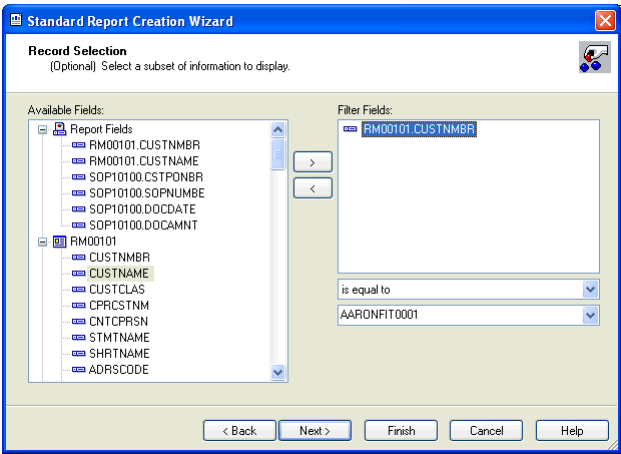 Standard Report Creation Wizard
Record Selection
(Optional) Select a subset of information to display.
Available Fields:
Report Fields
RM00101.CUSTNMBR
RM00101.CUSTNAME
SOP10100.CSTPONBR
SOP10100.SOPNUMBE
SOP10100.DOCDATE
SOP10100.DOCAMNT
RM00101
CUSTNMBR
CUSTNAME
CUSTCLAS
CPRCSTNM
CNTCPRSN
STMTNAME
SHRTNAME
ADRSCODE
>
<
Filter Fields:
RM00101.CUSTNMBR
is equal to
AARONFIT0001
< Back
Next >
Finish
Cancel
Help